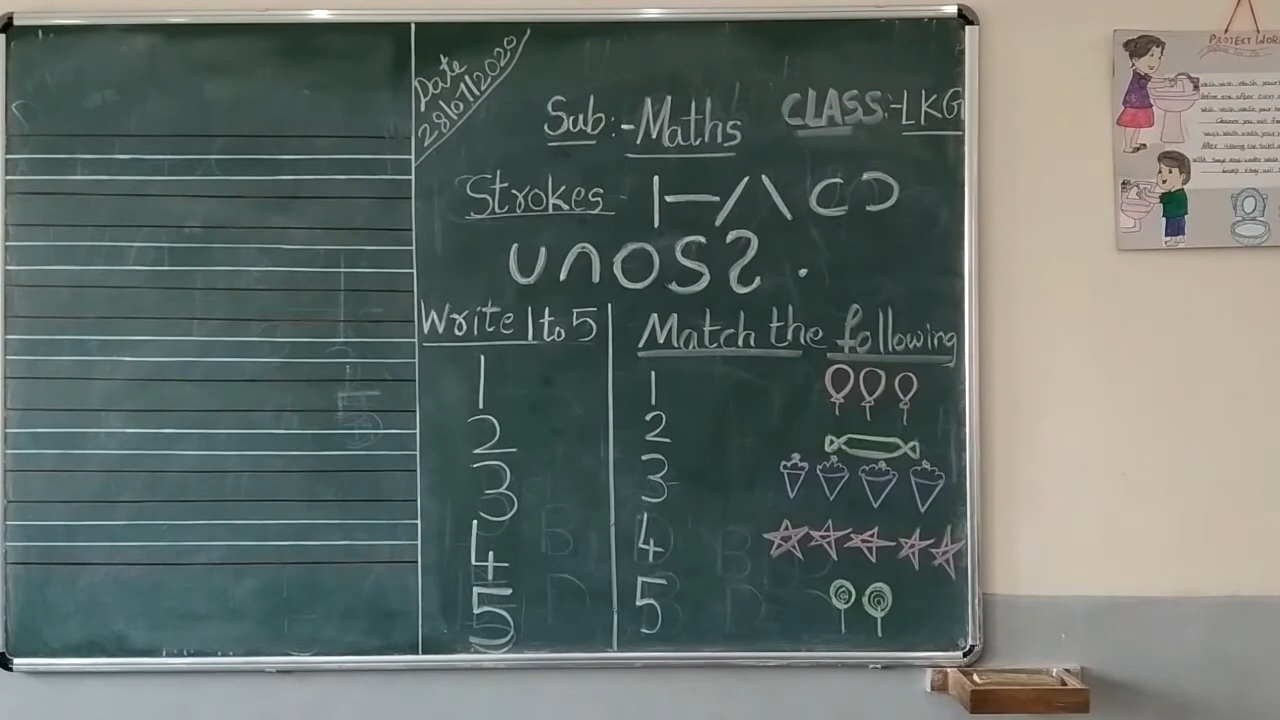 Date
28/07/2020
Sub:-Maths
CLASS:-LKG
Strokes | — / \ ⊂ ⊃
U ∩ O S Ƨ .
Write 1 to 5
1
2
3
4
5
Match the following
1
2
3
4
5
PROJECT WOR